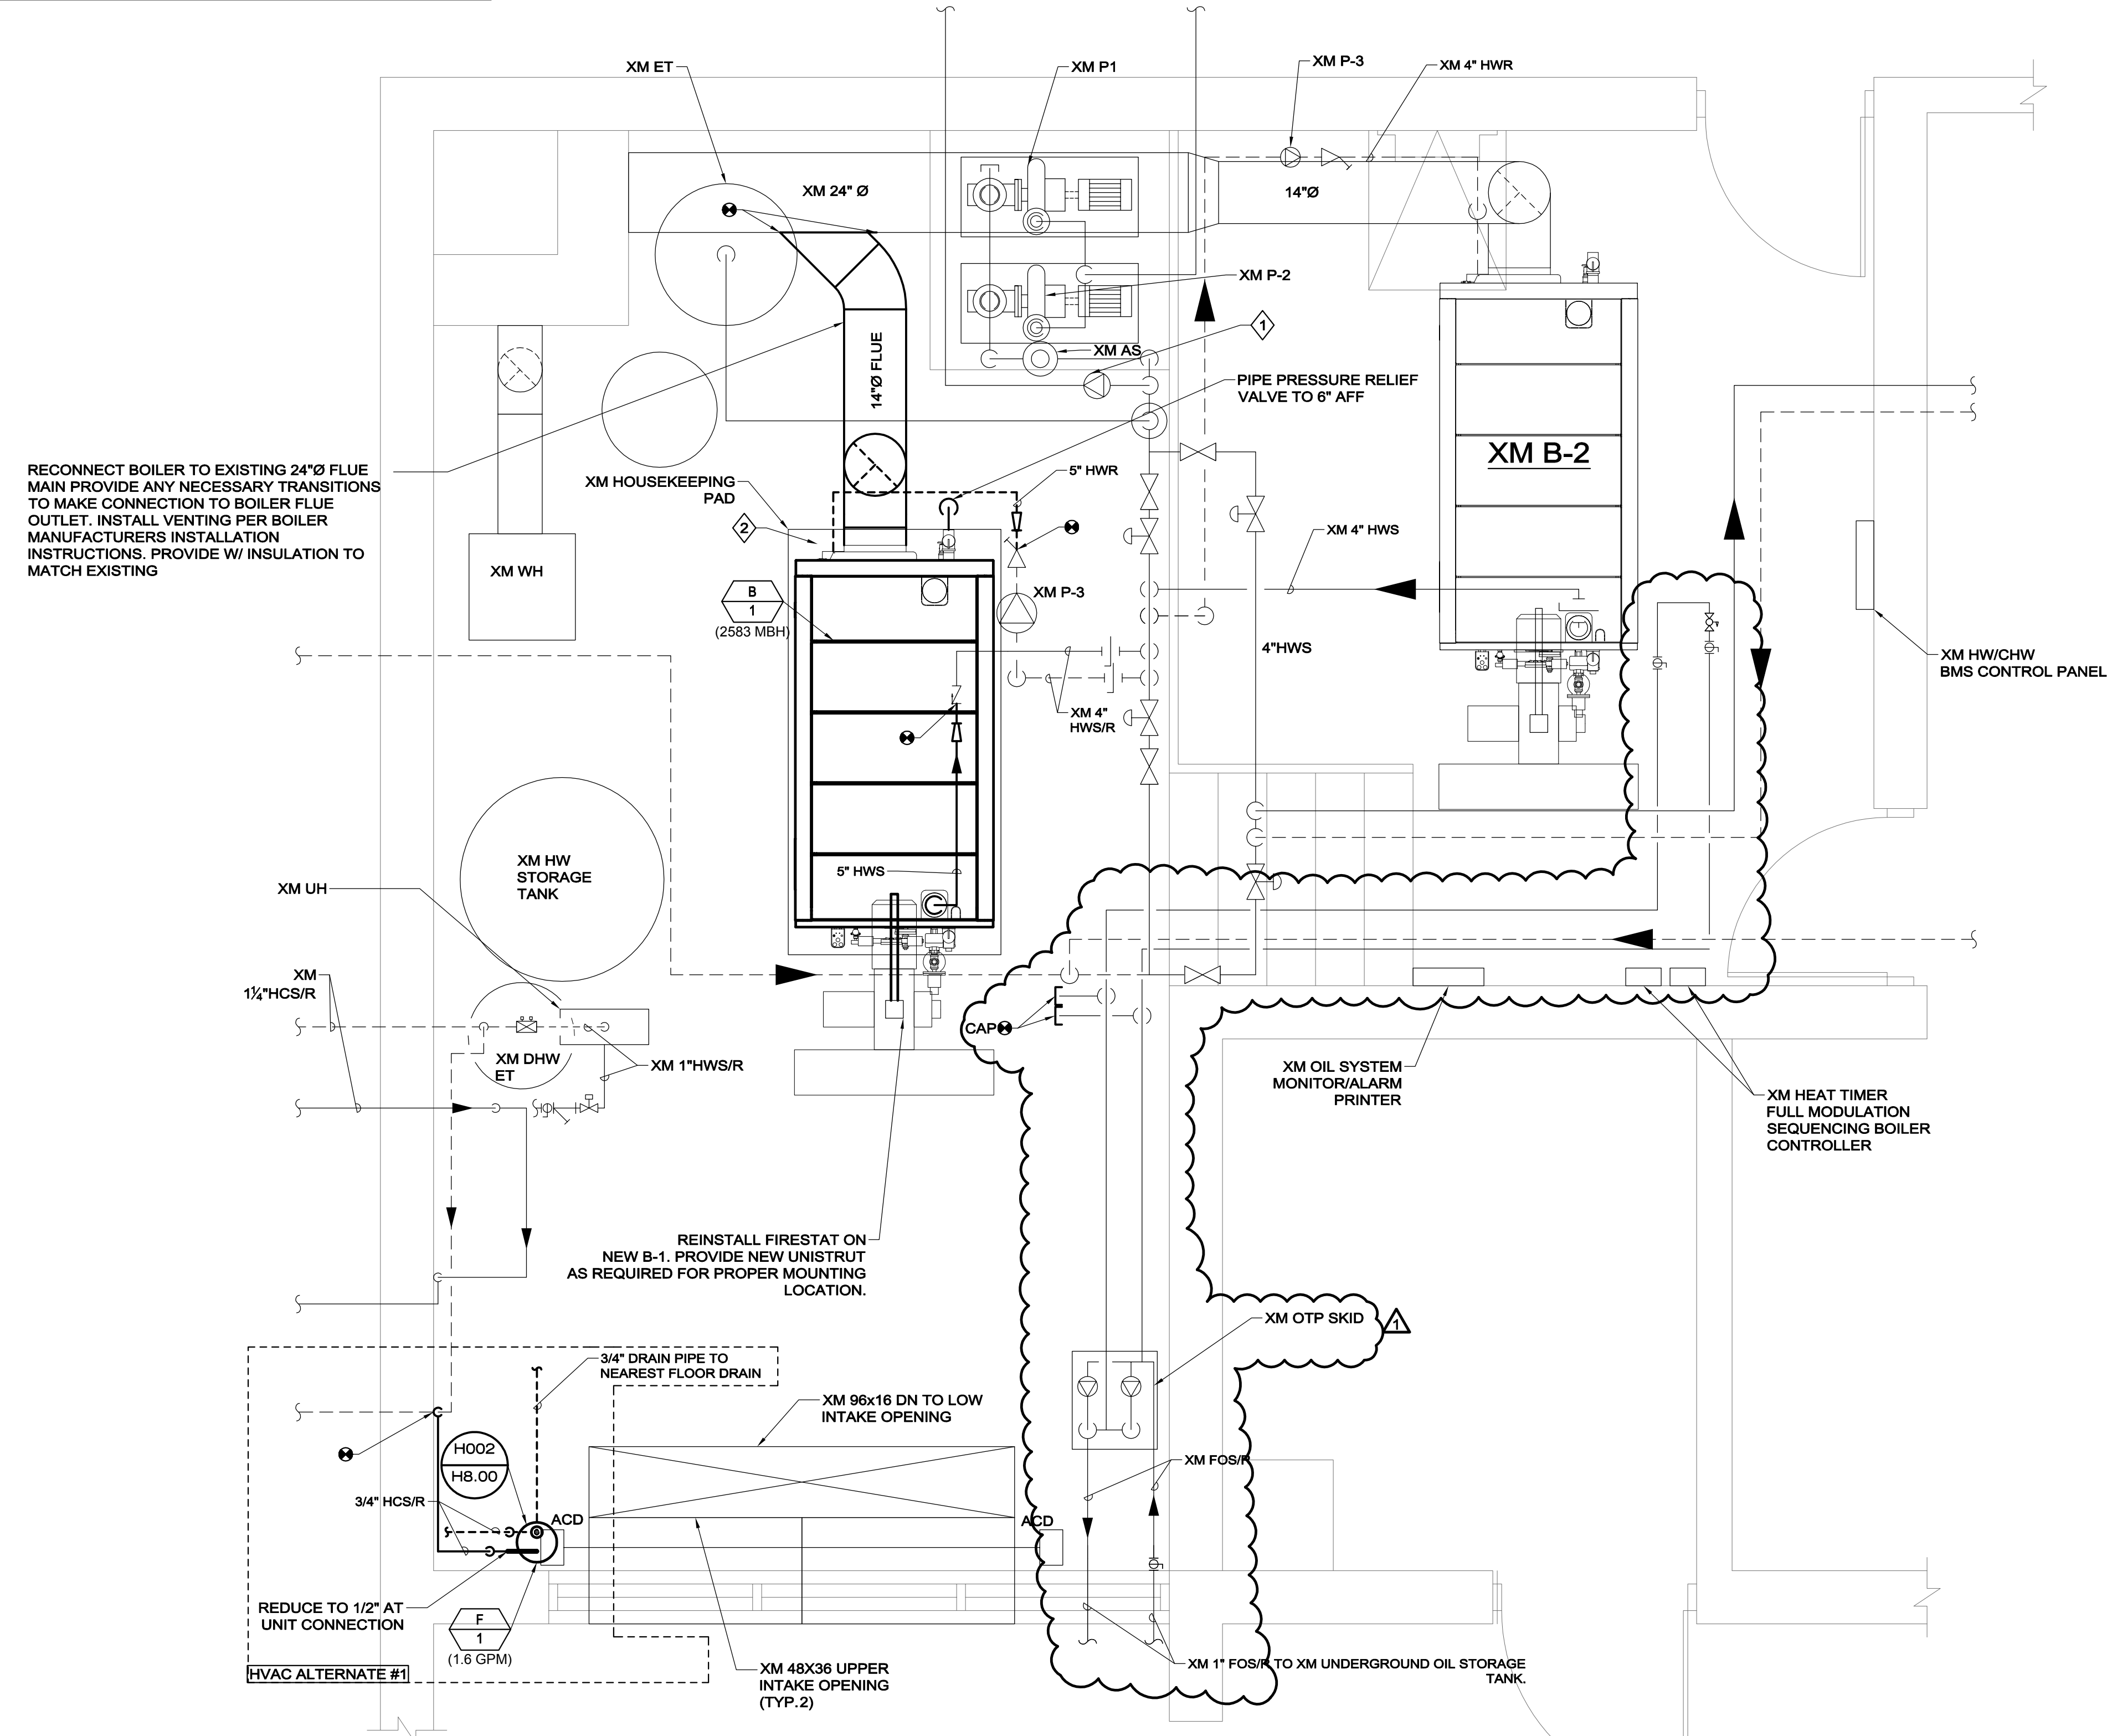 XM ET
XM P1
XM P-3
XM 4" HWR
XM 24" Ø
14"Ø
XM P-2
1
XM AS
14"Ø FLUE
PIPE PRESSURE RELIEF
VALVE TO 6" AFF
XM B-2
RECONNECT BOILER TO EXISTING 24"Ø FLUE
MAIN PROVIDE ANY NECESSARY TRANSITIONS
TO MAKE CONNECTION TO BOILER FLUE
OUTLET. INSTALL VENTING PER BOILER
MANUFACTURERS INSTALLATION
INSTRUCTIONS. PROVIDE W/ INSULATION TO
MATCH EXISTING
XM HOUSEKEEPING
PAD
5" HWR
2
XM 4" HWS
XM WH
B
1
(2583 MBH)
XM P-3
4"HWS
XM HW/CHW
BMS CONTROL PANEL
XM 4"
HWS/R
XM HW
STORAGE
TANK
5" HWS
XM UH
XM
1¼"HCS/R
CAP
XM DHW
ET
XM 1"HWS/R
XM OIL SYSTEM
MONITOR/ALARM
PRINTER
XM HEAT TIMER
FULL MODULATION
SEQUENCING BOILER
CONTROLLER
REINSTALL FIRESTAT ON
NEW B-1. PROVIDE NEW UNISTRUT
AS REQUIRED FOR PROPER MOUNTING
LOCATION.
XM OTP SKID
1
3/4" DRAIN PIPE TO
NEAREST FLOOR DRAIN
XM 96x16 DN TO LOW
INTAKE OPENING
H002
H8.00
XM FOS/R
3/4" HCS/R
ACD
ACD
REDUCE TO 1/2" AT
UNIT CONNECTION
F
1
(1.6 GPM)
HVAC ALTERNATE #1
XM 48X36 UPPER
INTAKE OPENING
(TYP.2)
XM 1" FOS/R TO XM UNDERGROUND OIL STORAGE
TANK.